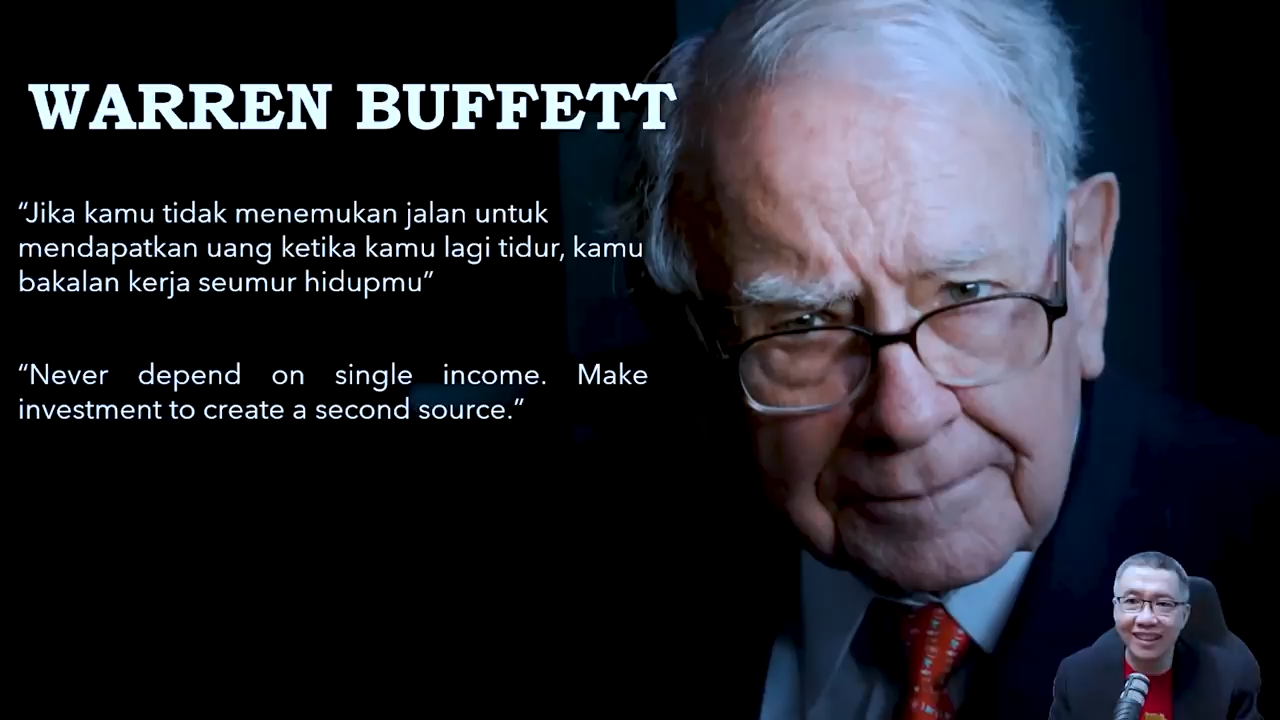 WARREN BUFFETT
“Jika kamu tidak menemukan jalan untuk
mendapatkan uang ketika kamu lagi tidur, kamu
bakalan kerja seumur hidupmu”
“Never depend on single income. Make
investment to create a second source.”